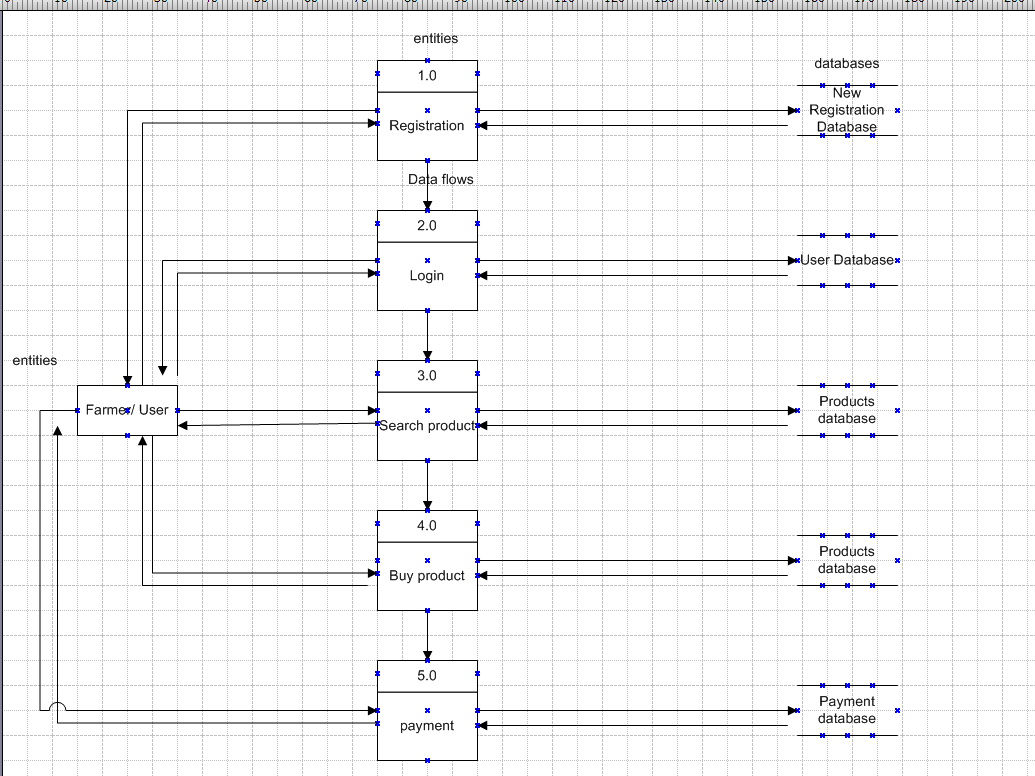 entities
1.0
Registration
databases
New
Registration
Database
Data flows
2.0
Login
User Database
entities
Farmer/ User
3.0
Search product
Products
database
4.0
Buy product
Products
database
5.0
payment
Payment
database